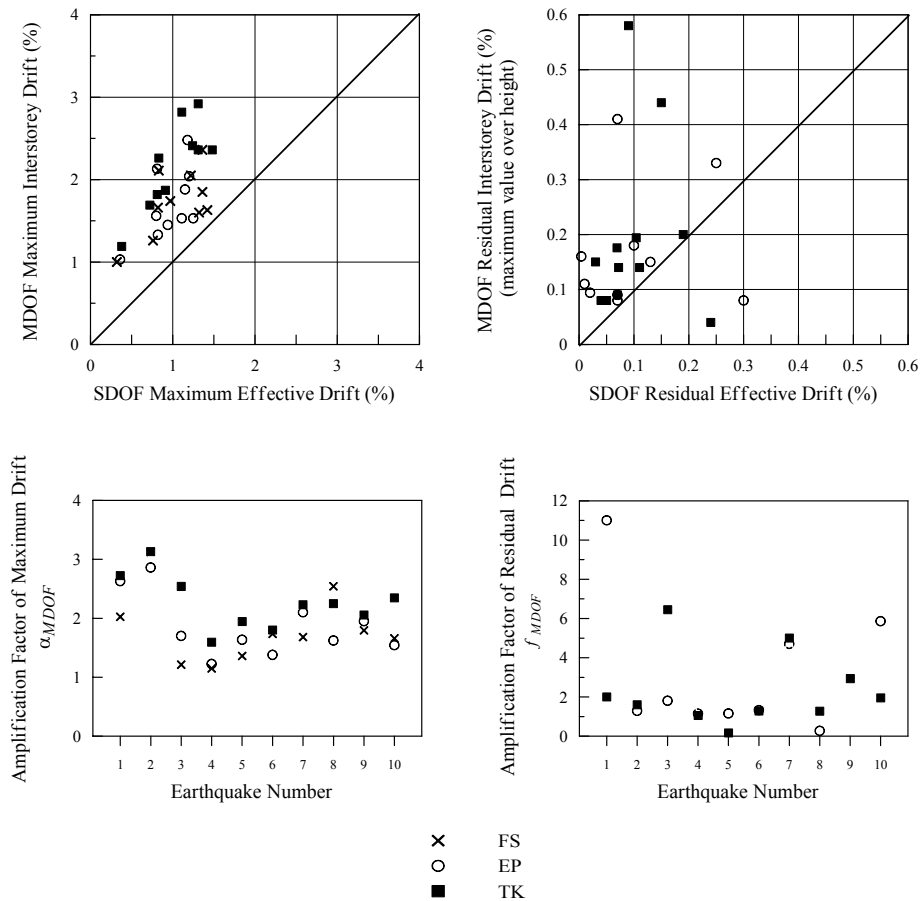 4
3
2
1
0
MDOF Maximum Interstorey Drift (%)
0 1 2 3 4
SDOF Maximum Effective Drift (%)
0.6
0.5
0.4
0.3
0.2
0.1
0
MDOF Residual Interstorey Drift (%)
(maximum value over height)
0 0.1 0.2 0.3 0.4 0.5 0.6
SDOF Residual Effective Drift (%)
4
3
2
1
0
Amplification Factor of Maximum Drift
α_MDOF
1 2 3 4 5 6 7 8 9 10
Earthquake Number
12
10
8
6
4
2
0
Amplification Factor of Residual Drift
f_MDOF
1 2 3 4 5 6 7 8 9 10
Earthquake Number
FS
EP
TK